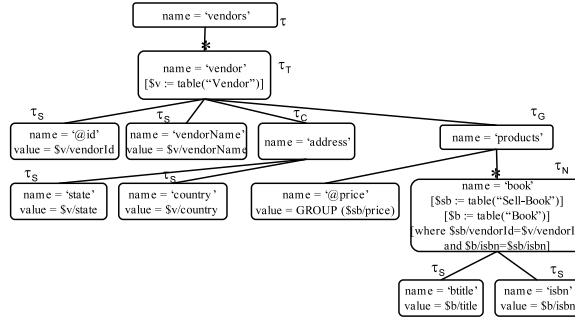 name = ‘vendors’
τ
*
name = ‘vendor’
[$v := table(“Vendor”)]
τT
τS
name = ‘@id’
value = $v/vendorId
τS
name = ‘vendorName’
value = $v/vendorName
τC
name = ‘address’
τG
name = ‘products’
τS
name = ‘state’
value = $v/state
τS
name = ‘country’
value = $v/country
name = ‘@price’
value = GROUP ($sb/price)
*
τN
name = ‘book’
[$sb := table(“Sell-Book”)]
[$b := table(“Book”)]
[where $sb/vendorId=$v/vendorI
and $b/isbn=$sb/isbn]
τS
name = ‘btitle’
value = $b/title
τS
name = ‘isbn’
value = $b/isbn